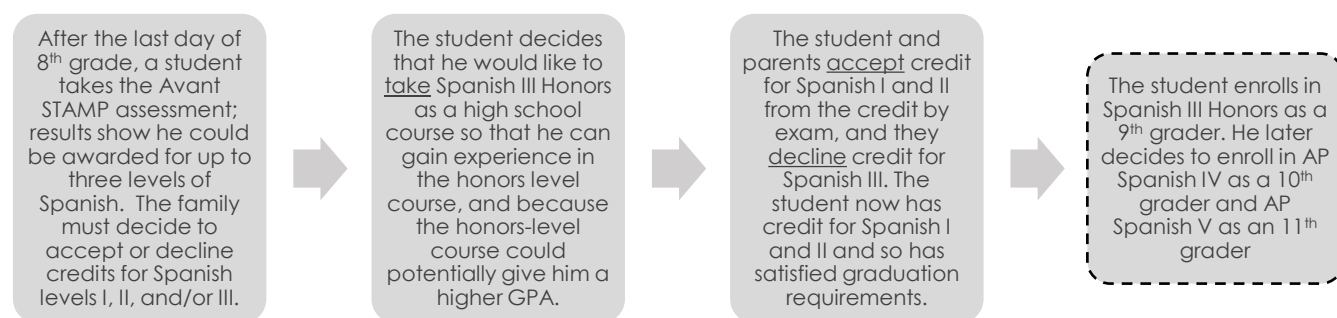 After the last day of
8th grade, a student
takes the Avant
STAMP assessment;
results show he could
be awarded for up to
three levels of
Spanish. The family
must decide to
accept or decline
credits for Spanish
levels I, II, and/or III.
The student decides
that he would like to
take Spanish III Honors
as a high school
course so that he can
gain experience in
the honors level
course, and because
the honors-level
course could
potentially give him a
higher GPA.
The student and
parents accept credit
for Spanish I and II
from the credit by
exam, and they
decline credit for
Spanish III. The
student now has
credit for Spanish I
and II and so has
satisfied graduation
requirements.
The student enrolls in
Spanish III Honors as a
9th grader. He later
decides to enroll in AP
Spanish IV as a 10th
grader and AP
Spanish V as an 11th
grader